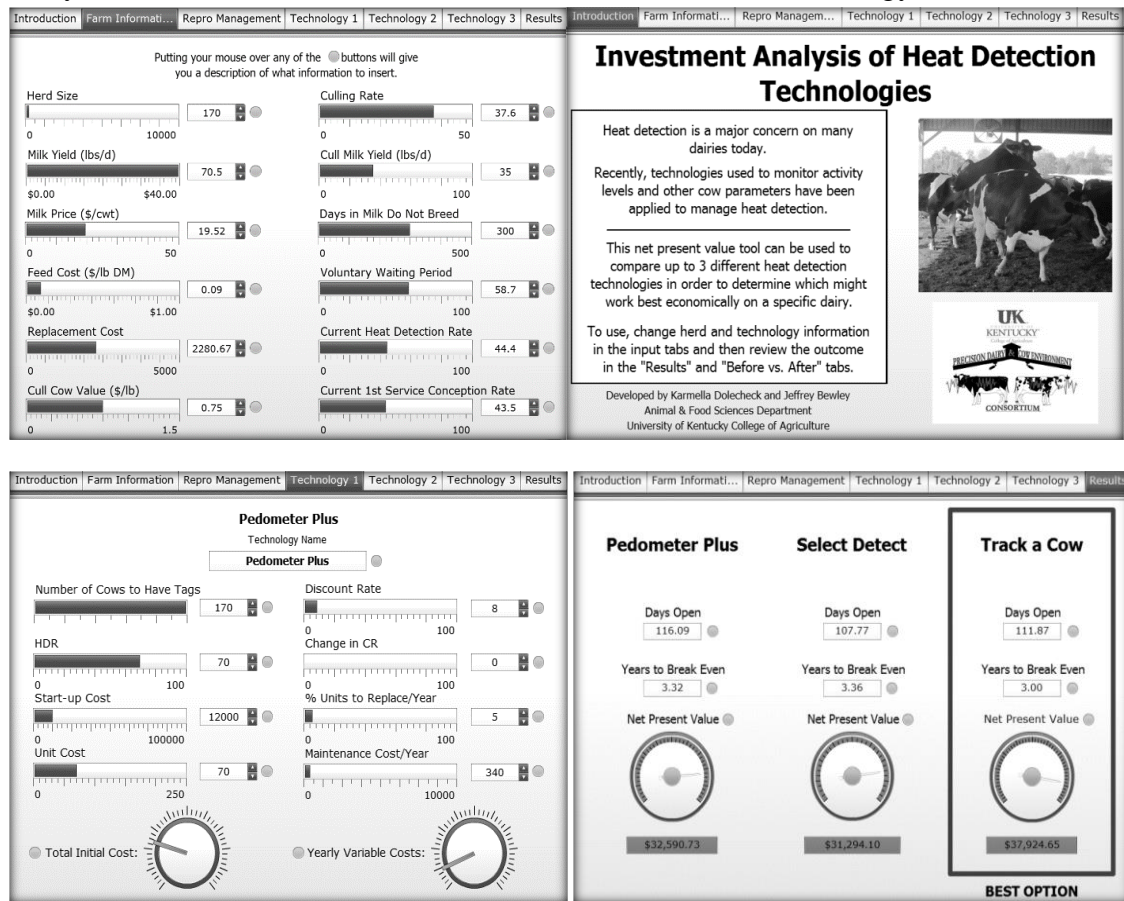 Introduction Farm Informati... Repro Management Technology 1 Technology 2 Technology 3 Results
Putting your mouse over any of the buttons will give
you a description of what information to insert.
Herd Size
170
0 10000
Milk Yield (lbs/d)
70.5
$0.00 $40.00
Milk Price ($/cwt)
19.52
0 50
Feed Cost ($/lb DM)
0.09
$0.00 $1.00
Replacement Cost
2280.67
0 5000
Cull Cow Value ($/lb)
0.75
0 1.5
Culling Rate
37.6
0 50
Cull Milk Yield (lbs/d)
35
0 100
Days in Milk Do Not Breed
300
0 500
Voluntary Waiting Period
58.7
0 100
Current Heat Detection Rate
44.4
0 100
Current 1st Service Conception Rate
43.5
0 100
Introduction Farm Informati... Repro Managem... Technology 1 Technology 2 Technology 3 Results
Investment Analysis of Heat Detection
Technologies
Heat detection is a major concern on many
dairies today.
Recently, technologies used to monitor activity
levels and other cow parameters have been
applied to manage heat detection.
This net present value tool can be used to
compare up to 3 different heat detection
technologies in order to determine which might
work best economically on a specific dairy.
To use, change herd and technology information
in the input tabs and then review the outcome
in the "Results" and "Before vs. After" tabs.
Developed by Karmella Dolecheck and Jeffrey Bewley
Animal & Food Sciences Department
University of Kentucky College of Agriculture
UK
KENTUCKY
College of Agriculture
PRECISION DAIRY & COW ENVIRONMENT
CONSORTIUM
Introduction Farm Information Repro Management Technology 1 Technology 2 Technology 3 Results
Pedometer Plus
Technology Name
Pedometer Plus
Number of Cows to Have Tags
170
HDR
70
0 100
Start-up Cost
12000
0 100000
Unit Cost
70
0 250
Total Initial Cost:
Discount Rate
8
0 100
Change in CR
0
0 100
% Units to Replace/Year
5
0 100
Maintenance Cost/Year
340
0 10000
Yearly Variable Costs:
Introduction Farm Informati... Repro Management Technology 1 Technology 2 Technology 3 Results
Pedometer Plus
Days Open
116.09
Years to Break Even
3.32
Net Present Value
$32,590.73
Select Detect
Days Open
107.77
Years to Break Even
3.36
Net Present Value
$31,294.10
Track a Cow
Days Open
111.87
Years to Break Even
3.00
Net Present Value
$37,924.65
BEST OPTION